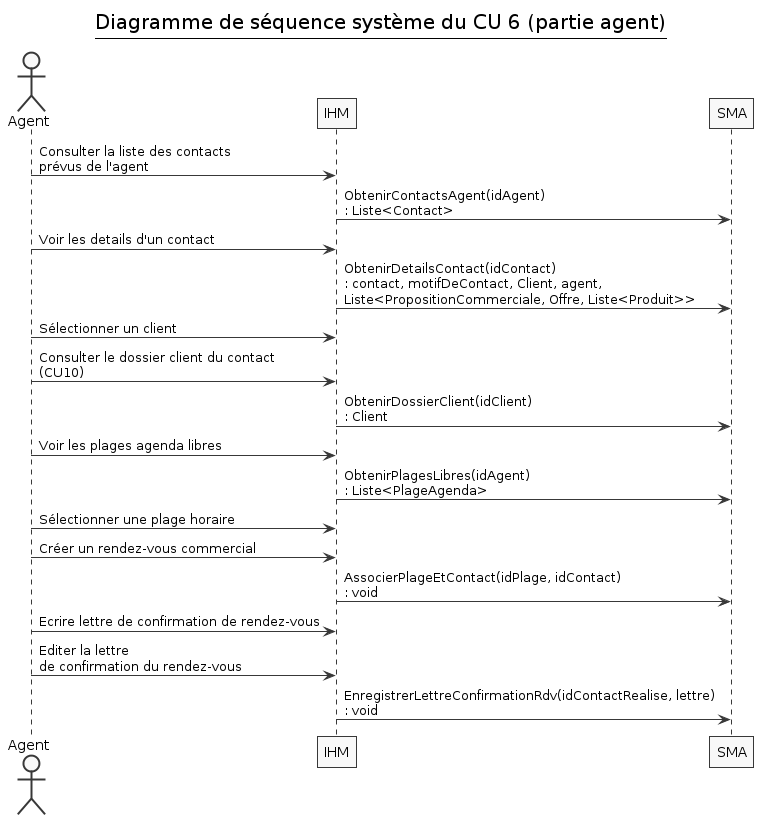 Diagramme de séquence système du CU 6 (partie agent)
Agent
IHM
SMA
Consulter la liste des contacts
prévus de l'agent
ObtenirContactsAgent(idAgent)
: Liste<Contact>
Voir les details d'un contact
ObtenirDetailsContact(idContact)
: contact, motifDeContact, Client, agent,
Liste<PropositionCommerciale, Offre, Liste<Produit>>
Sélectionner un client
Consulter le dossier client du contact
(CU10)
ObtenirDossierClient(idClient)
: Client
Voir les plages agenda libres
ObtenirPlagesLibres(idAgent)
: Liste<PlageAgenda>
Sélectionner une plage horaire
Créer un rendez-vous commercial
AssocierPlageEtContact(idPlage, idContact)
: void
Ecrire lettre de confirmation de rendez-vous
Editer la lettre
de confirmation du rendez-vous
EnregistrerLettreConfirmationRdv(idContactRealise, lettre)
: void
Agent
IHM
SMA